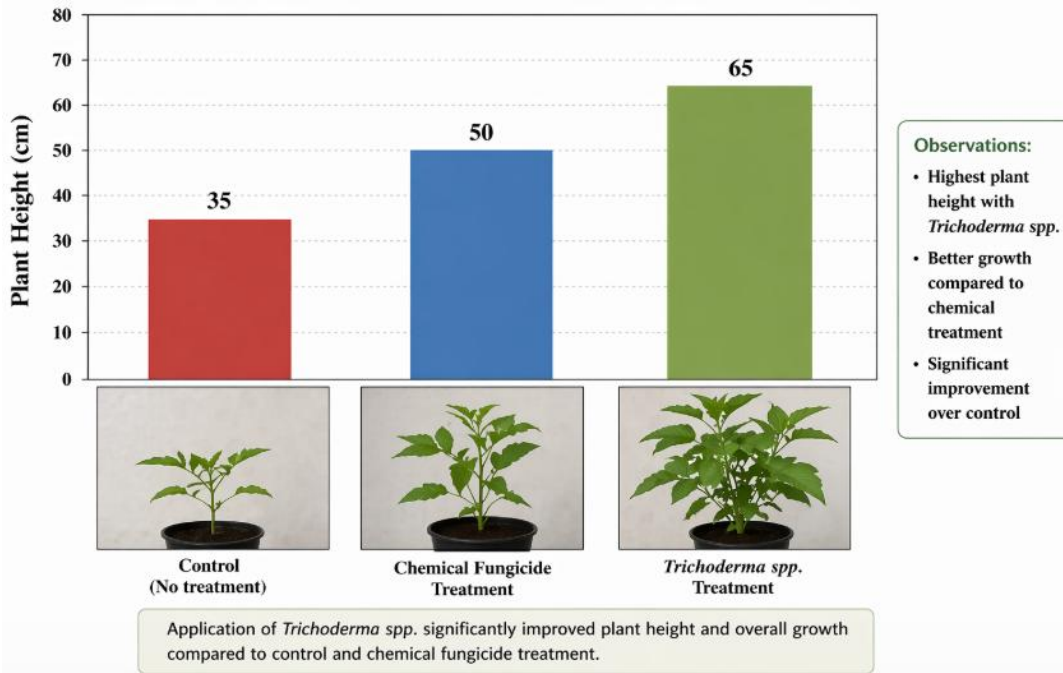 Plant Height (cm)
80
70
60
50
40
30
20
10
0
35
50
65
Control
(No treatment)
Chemical Fungicide
Treatment
Trichoderma spp.
Treatment
Observations:
• Highest plant
height with
Trichoderma spp.
• Better growth
compared to
chemical
treatment
• Significant
improvement
over control
Application of Trichoderma spp. significantly improved plant height and overall growth
compared to control and chemical fungicide treatment.